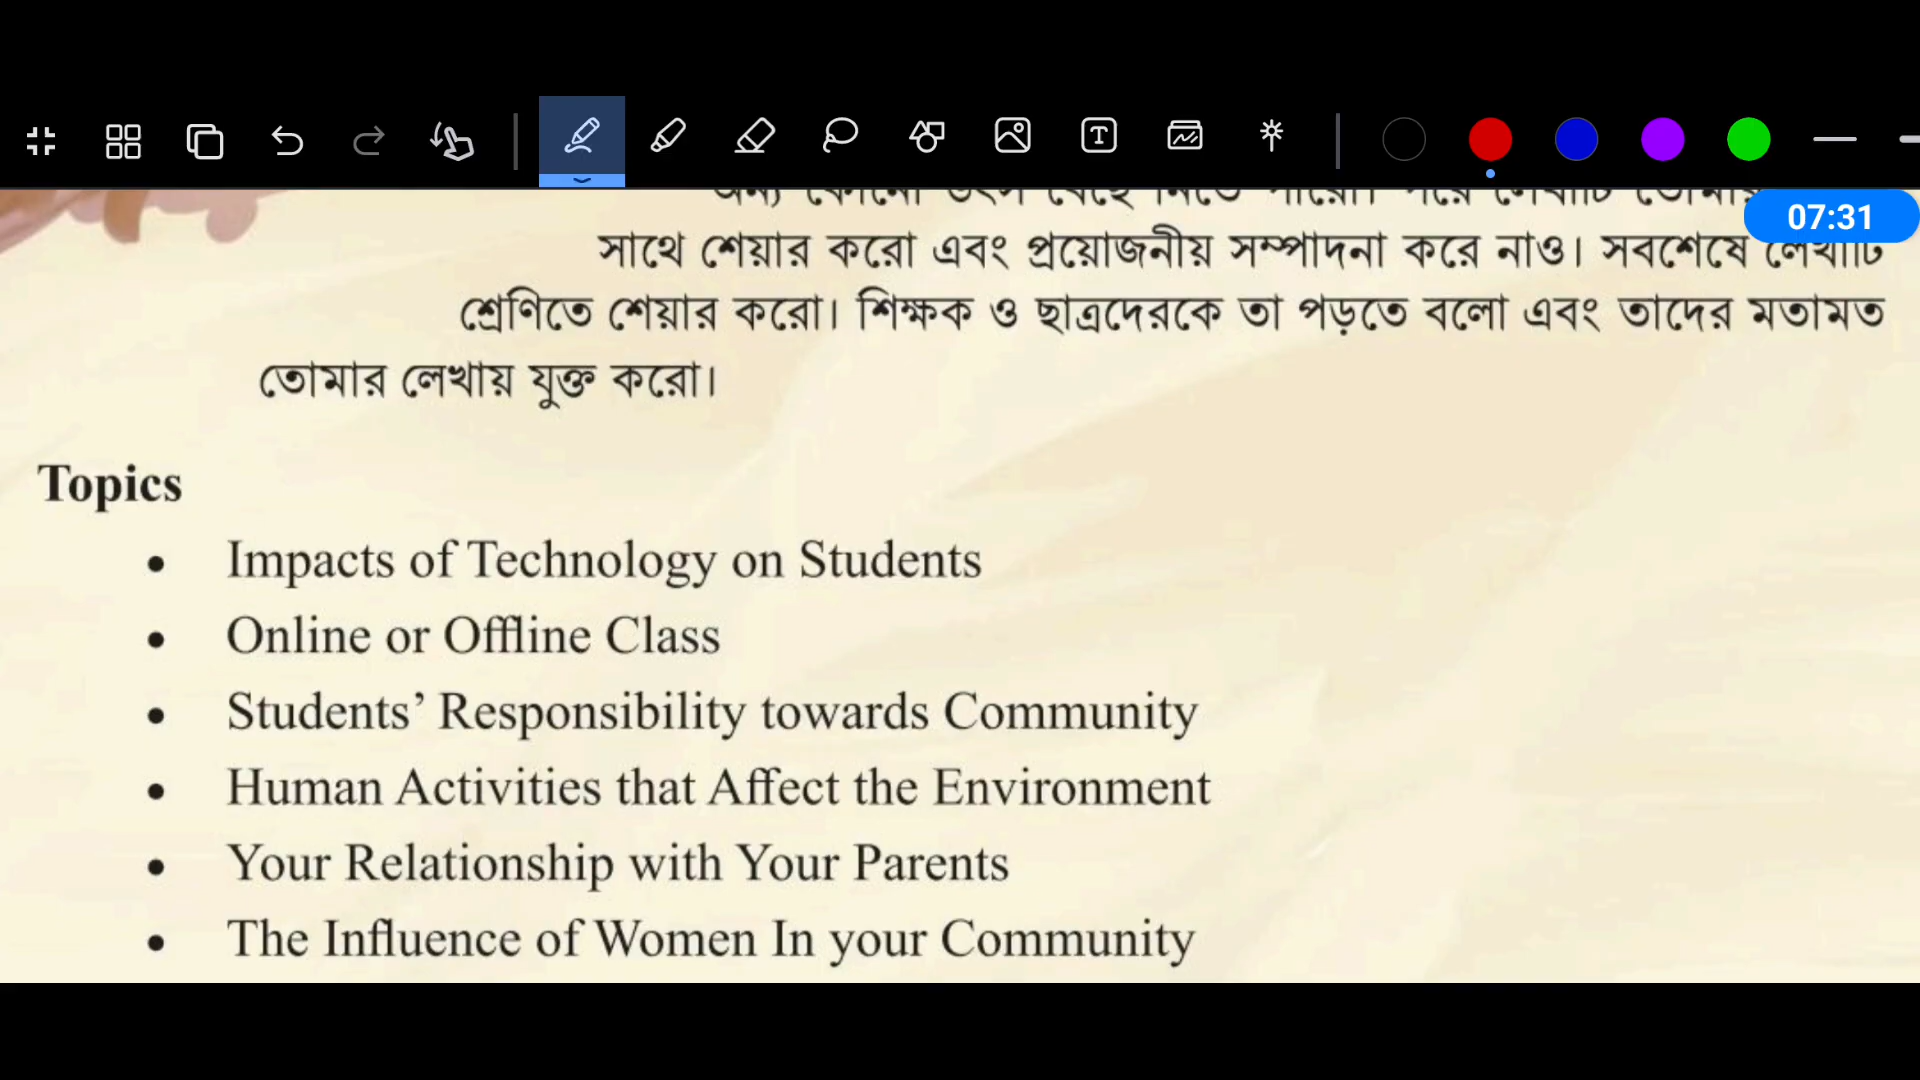 07:31
সাথে শেয়ার করো এবং প্রয়োজনীয় সম্পাদনা করে নাও। সবশেষে লেখাটি
শ্রেণিতে শেয়ার করো। শিক্ষক ও ছাত্রদেরকে তা পড়তে বলো এবং তাদের মতামত
তোমার লেখায় যুক্ত করো।
Topics
• Impacts of Technology on Students
• Online or Offline Class
• Students’ Responsibility towards Community
• Human Activities that Affect the Environment
• Your Relationship with Your Parents
• The Influence of Women In your Community